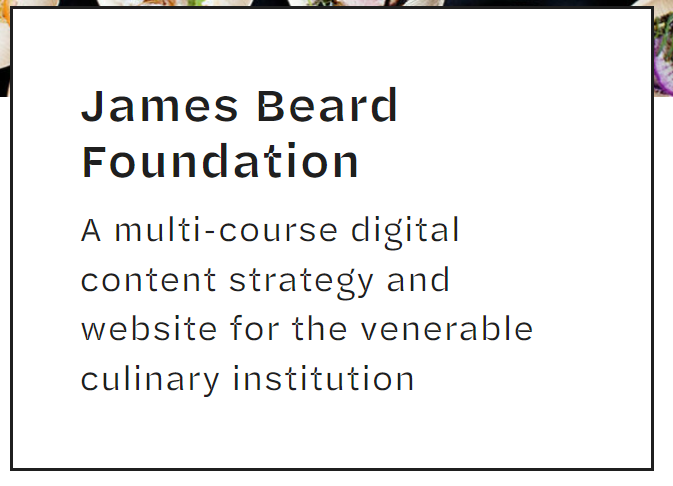 James Beard
Foundation
A multi-course digital
content strategy and
website for the venerable
culinary institution